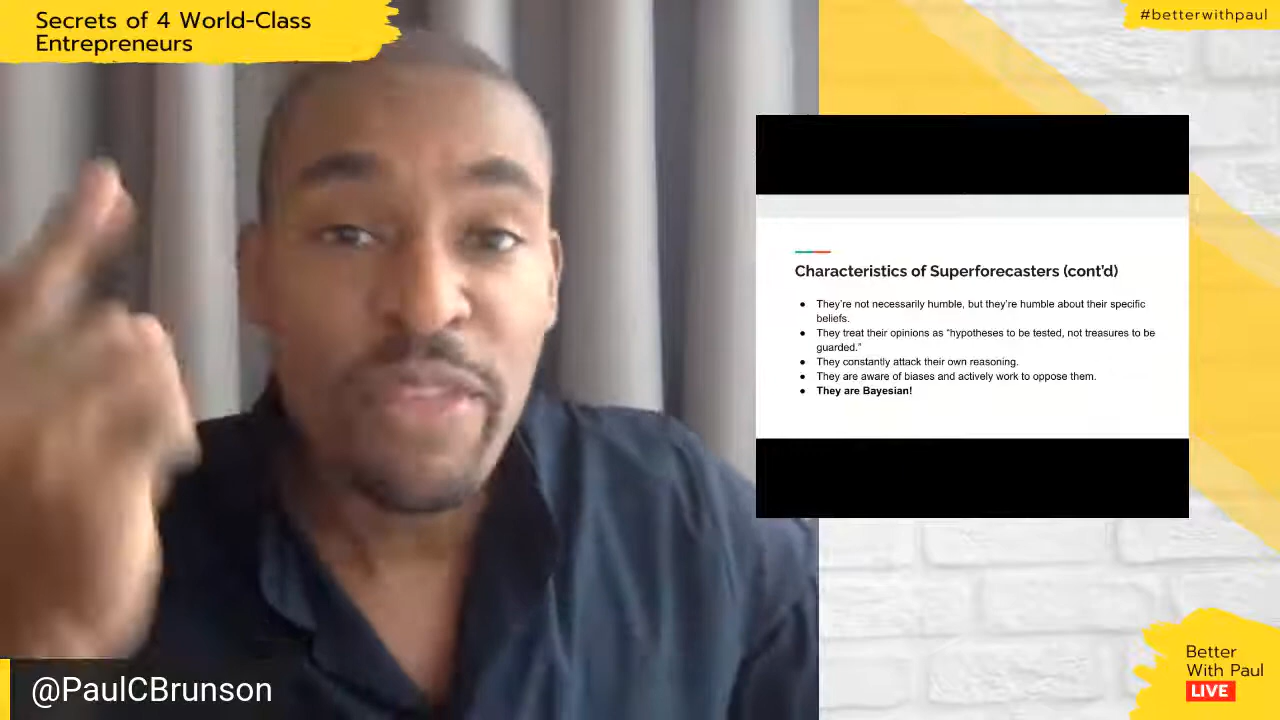 Secrets of 4 World-Class
Entrepreneurs
#betterwithpaul
Characteristics of Superforecasters (cont'd)
● They're not necessarily humble, but they're humble about their specific
beliefs.
● They treat their opinions as "hypotheses to be tested, not treasures to be
guarded."
● They constantly attack their own reasoning.
● They are aware of biases and actively work to oppose them.
● They are Bayesian!
@PaulCBrunson
Better
With Paul
LIVE